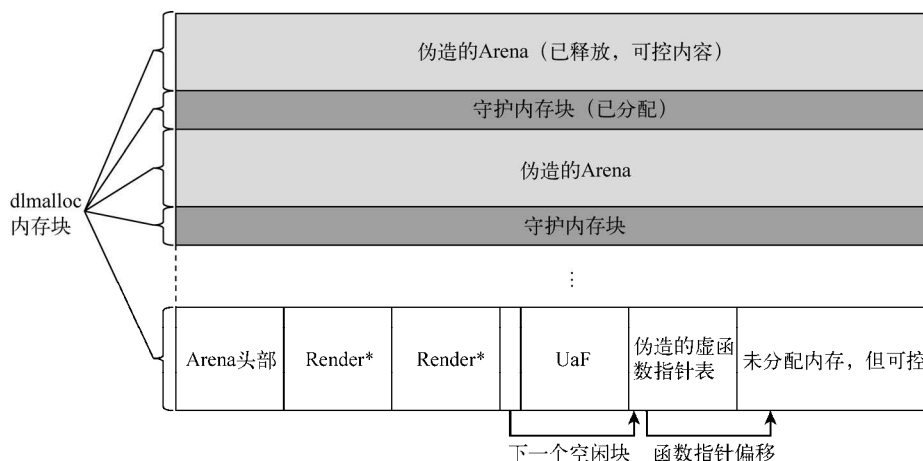 伪造的Arena（已释放，可控内容）
守护内存块（已分配）
伪造的Arena
dlmalloc
内存块
守护内存块
⋮
Arena头部
Render*
Render*
UaF
伪造的虚函
数指针表
未分配内存，但可控
下一个空闲块
函数指针偏移